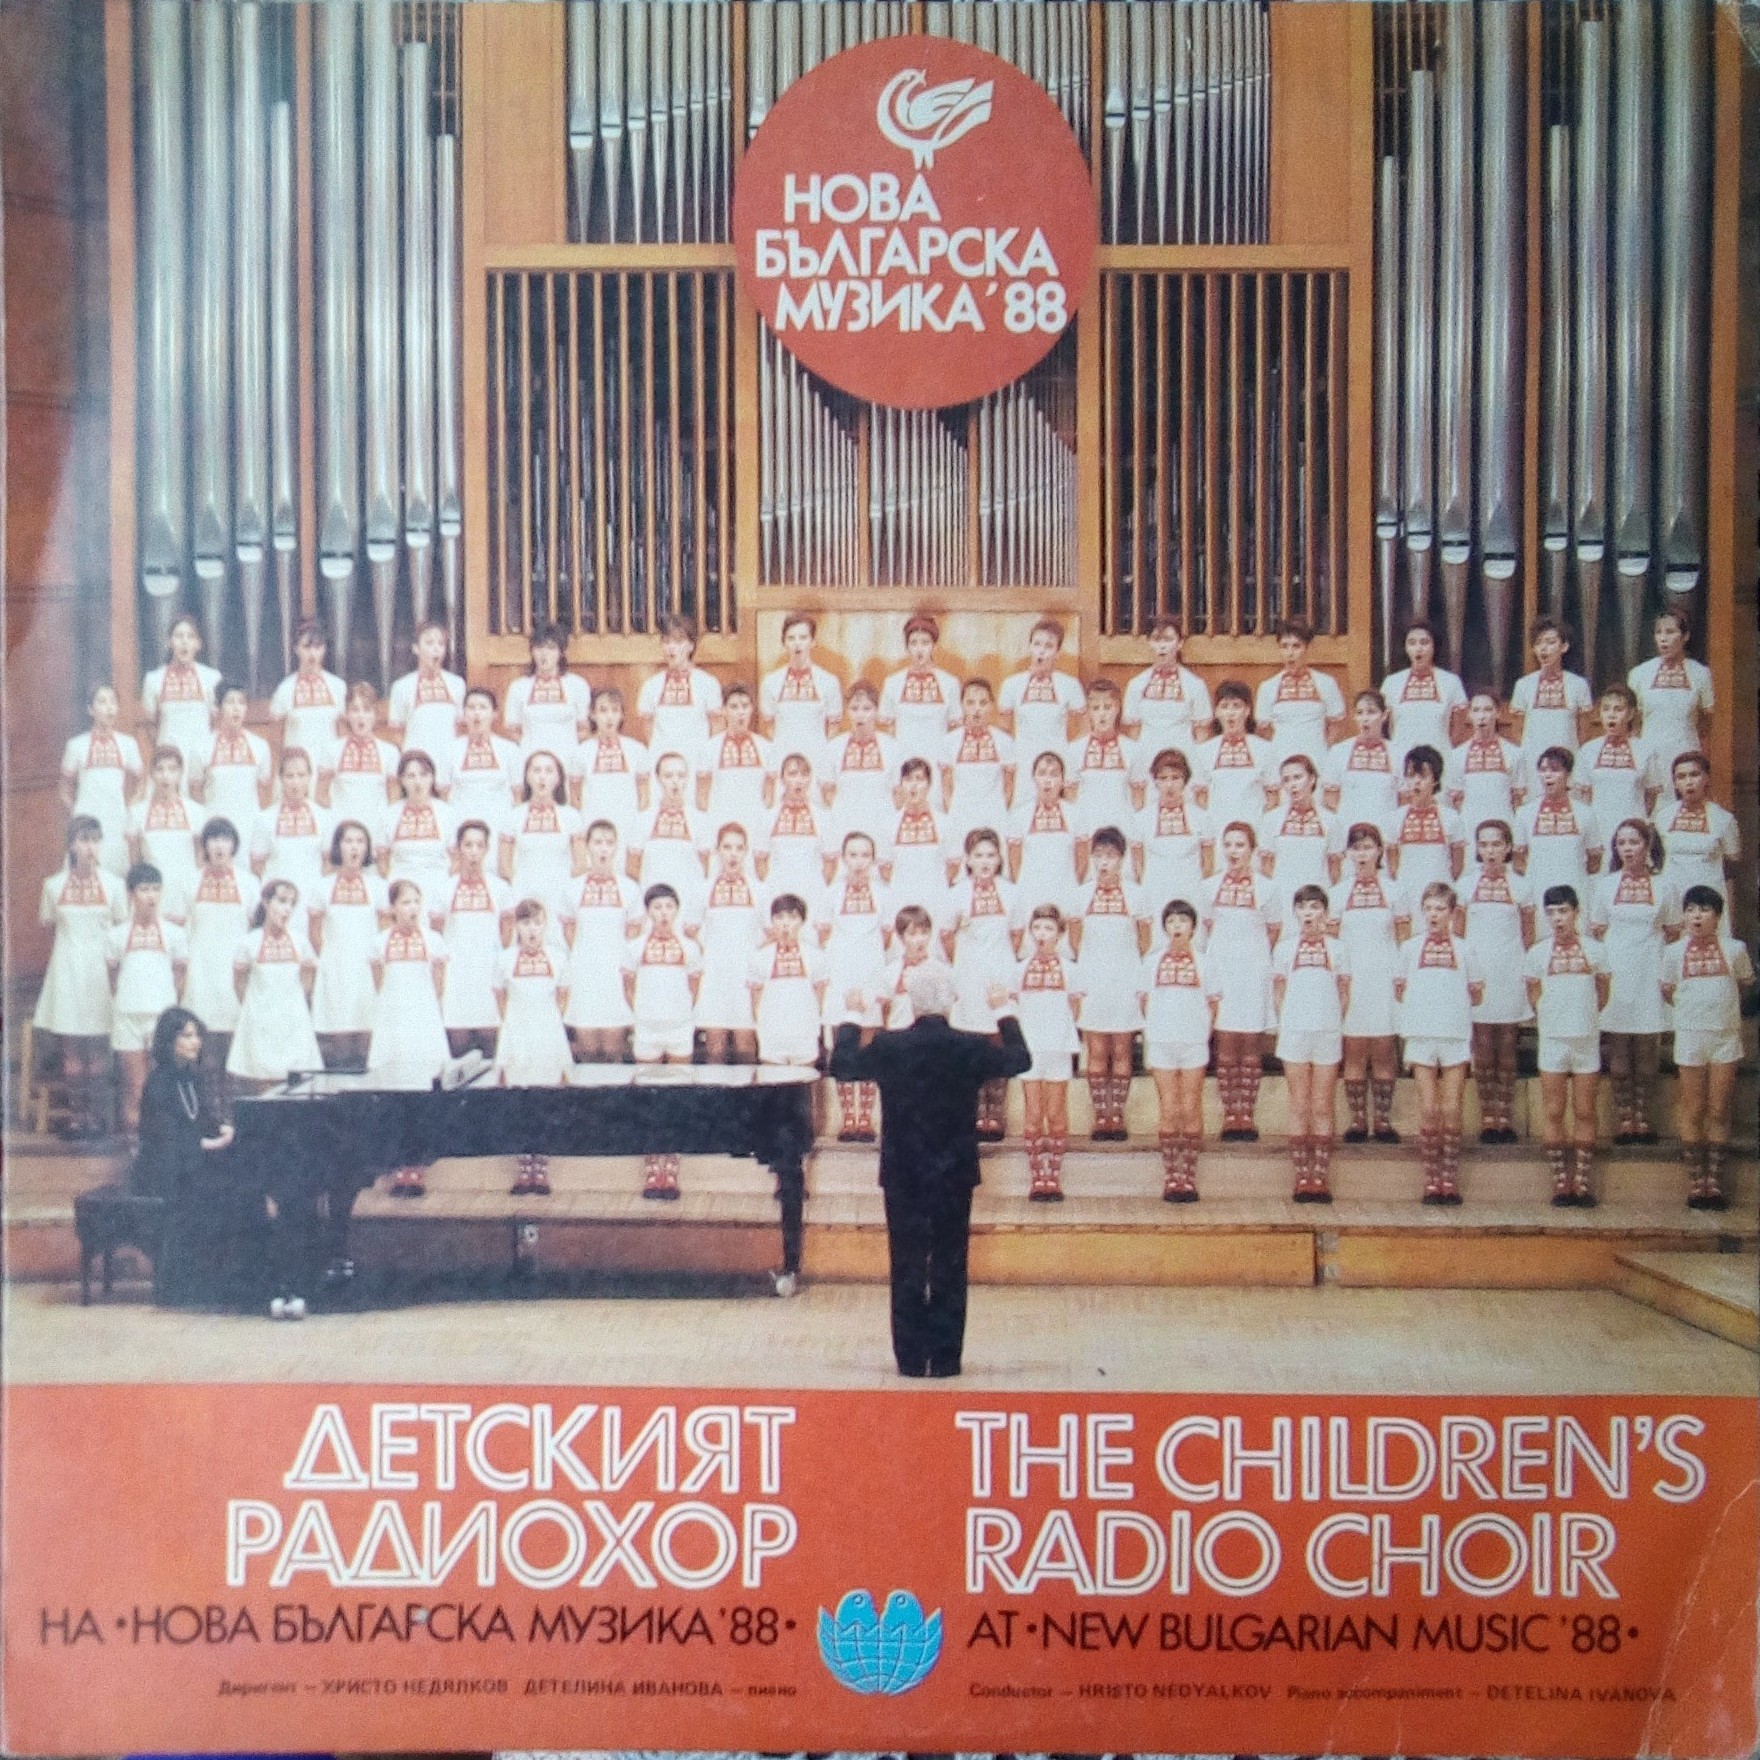 НОВА
БЪЛГАРСКА
МУЗИКА '88
ДЕТСКИЯТ
РАДИОХОР
НА • НОВА БЪЛГАРСКА МУЗИКА '88 •
Диригент – ХРИСТО НЕДЯЛКОВ ДЕТЕЛИНА ИВАНОВА – пиано
THE CHILDREN'S
RADIO CHOIR
AT • NEW BULGARIAN MUSIC '88 •
Conductor – HRISTO NEDYALKOV Piano accompaniment – DETELINA IVANOVA